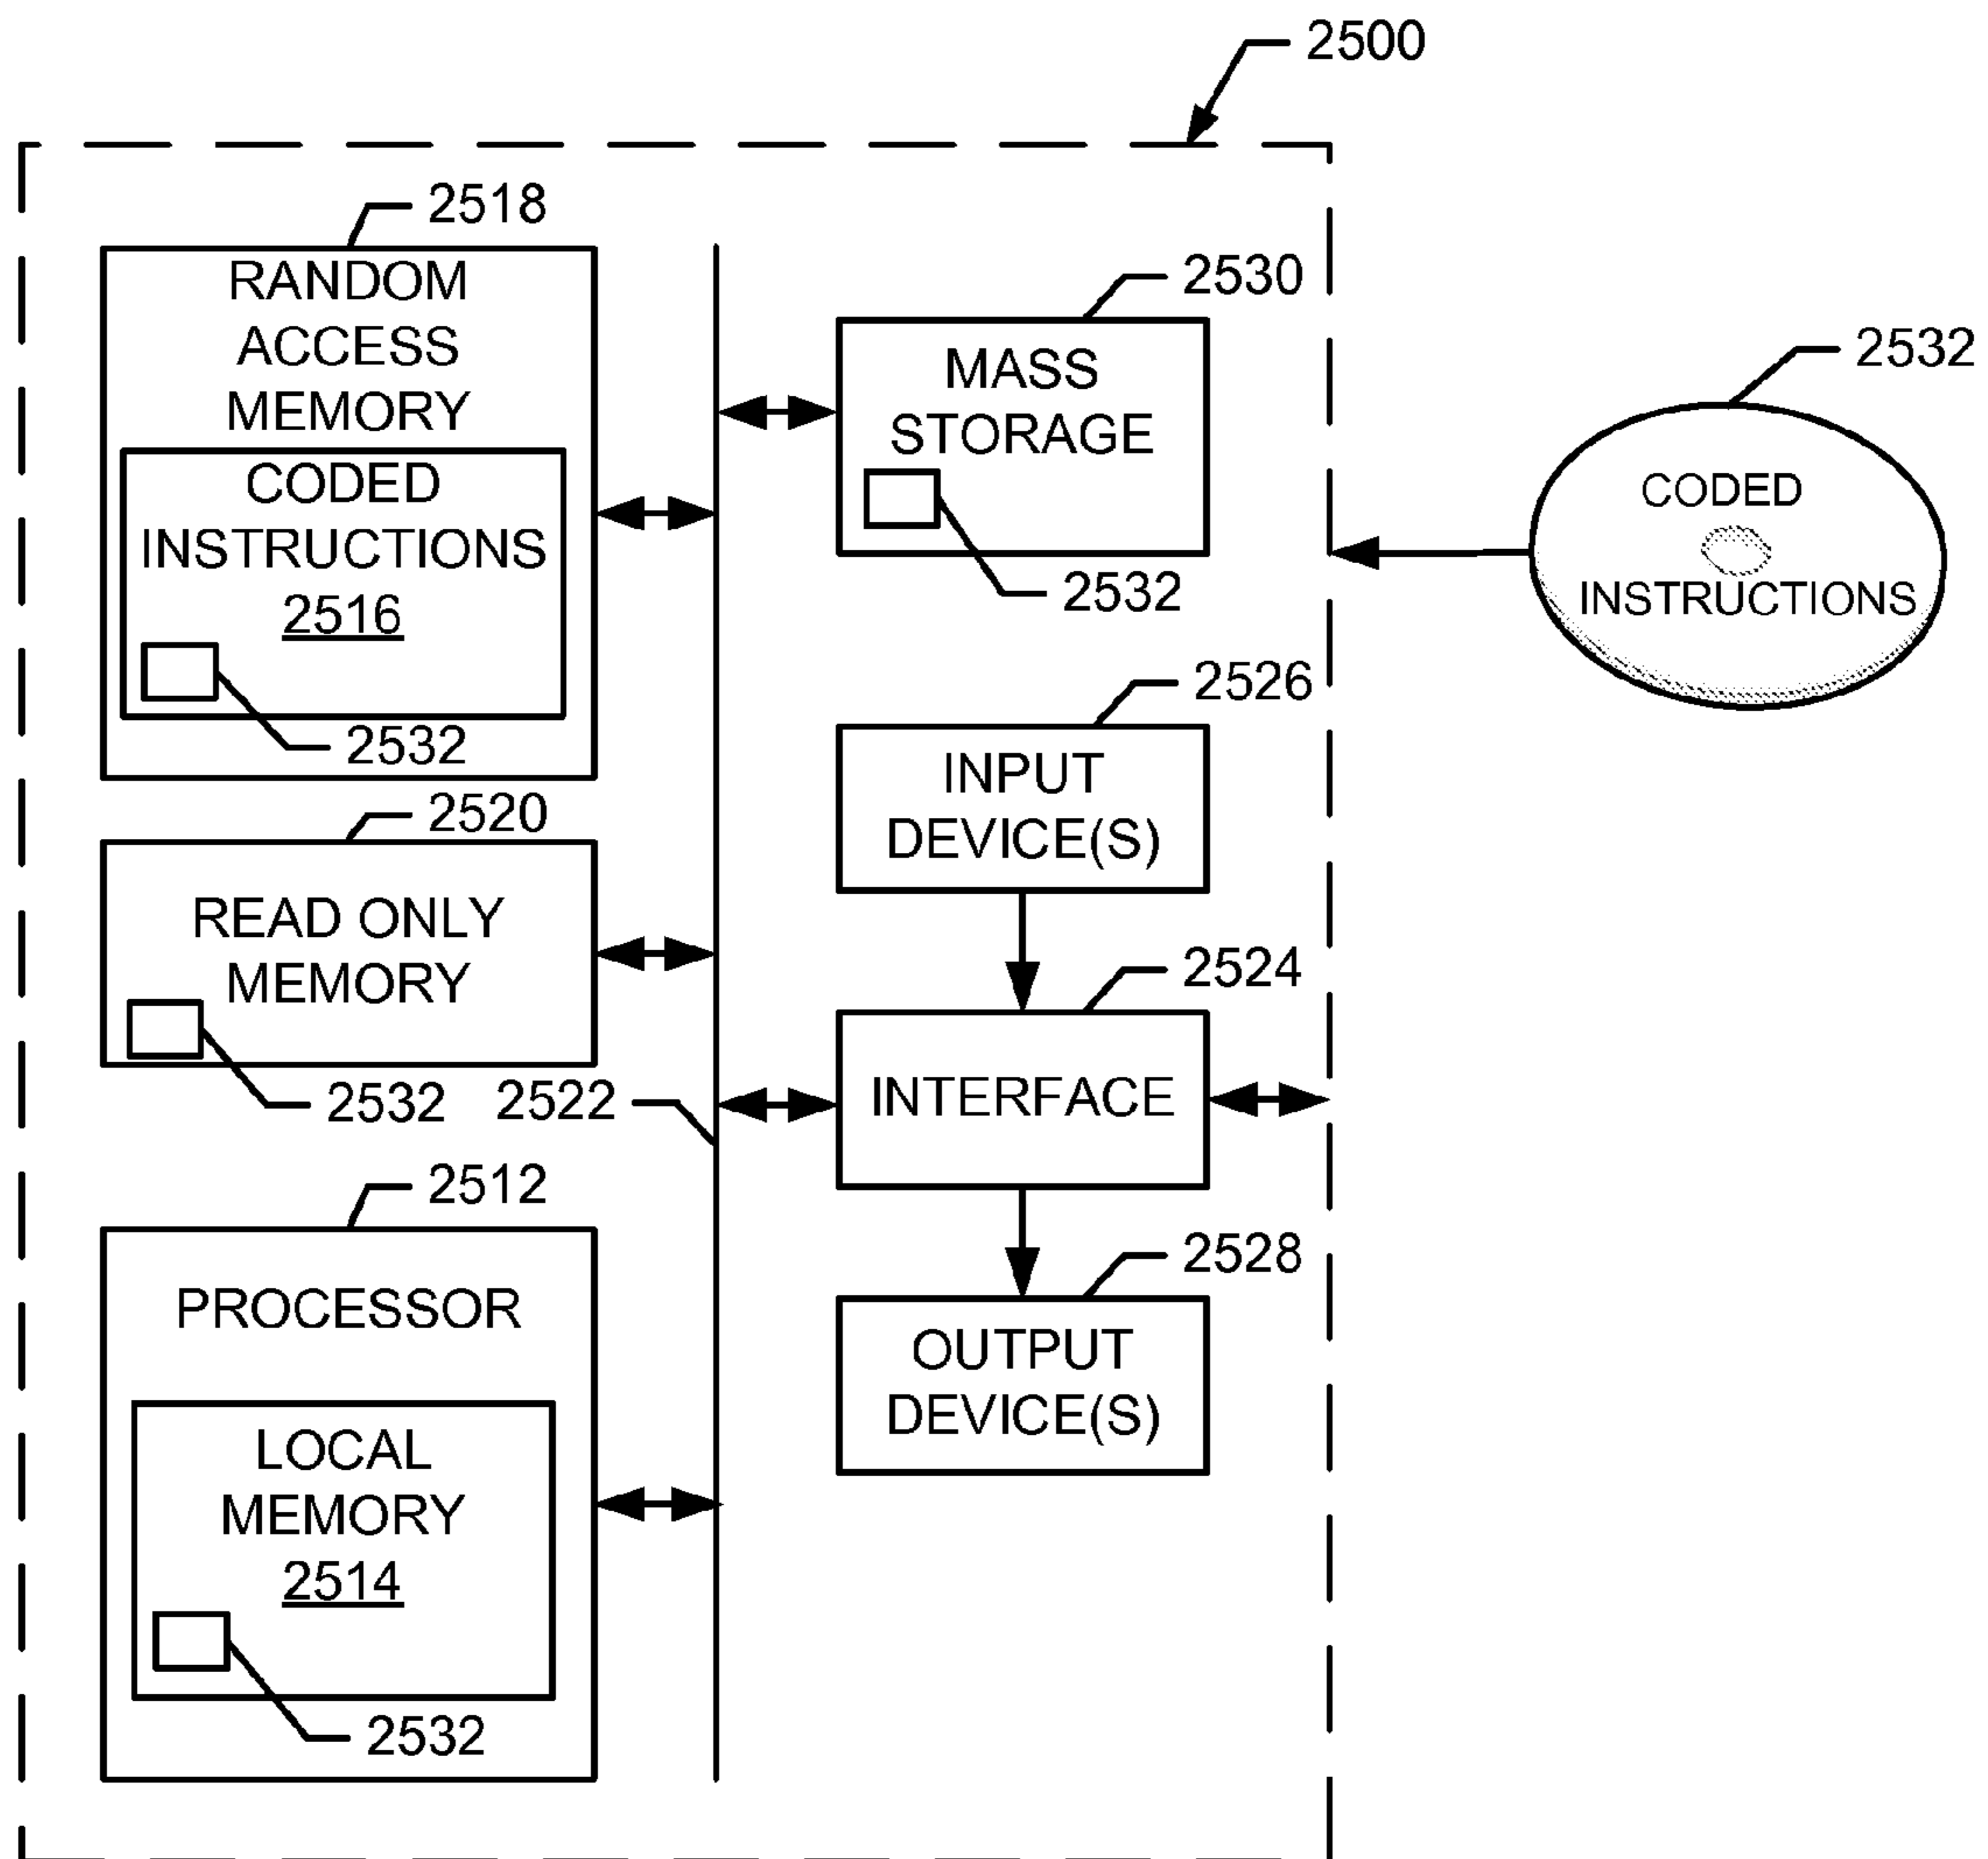 2500
2518
RANDOM
ACCESS
MEMORY
CODED
INSTRUCTIONS
2516
2532
2520
READ ONLY
MEMORY
2532
2522
2512
PROCESSOR
LOCAL
MEMORY
2514
2532
2530
MASS
STORAGE
2532
2526
INPUT
DEVICE(S)
2524
INTERFACE
2528
OUTPUT
DEVICE(S)
2532
CODED
INSTRUCTIONS